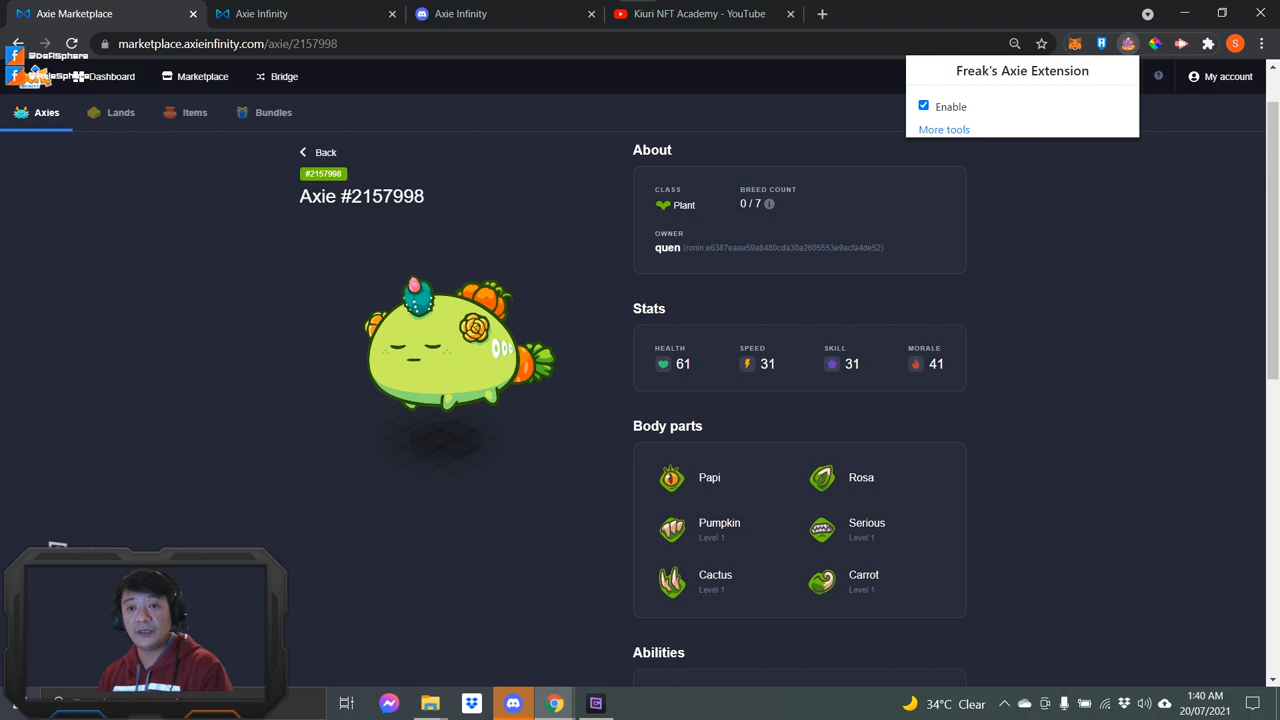 Axie Marketplace
Axie Infinity
Axie Infinity
Kiuri NFT Academy - YouTube
marketplace.axieinfinity.com/axie/2157998
S
@DeFiSphere
Dashboard
Marketplace
Bridge
My account
Freak's Axie Extension
Enable
More tools
Axies
Lands
Items
Bundles
Back
#2157998
Axie #2157998
About
CLASS
BREED COUNT
Plant
0 / 7
OWNER
quen (ronin:e6387eaaa59a8480cda30a2605553e9acfa4de52)
Stats
HEALTH
SPEED
SKILL
MORALE
61
31
31
41
Body parts
Papi
Rosa
Pumpkin
Level 1
Serious
Level 1
Cactus
Level 1
Carrot
Level 1
Abilities
34°C Clear
1:40 AM
20/07/2021